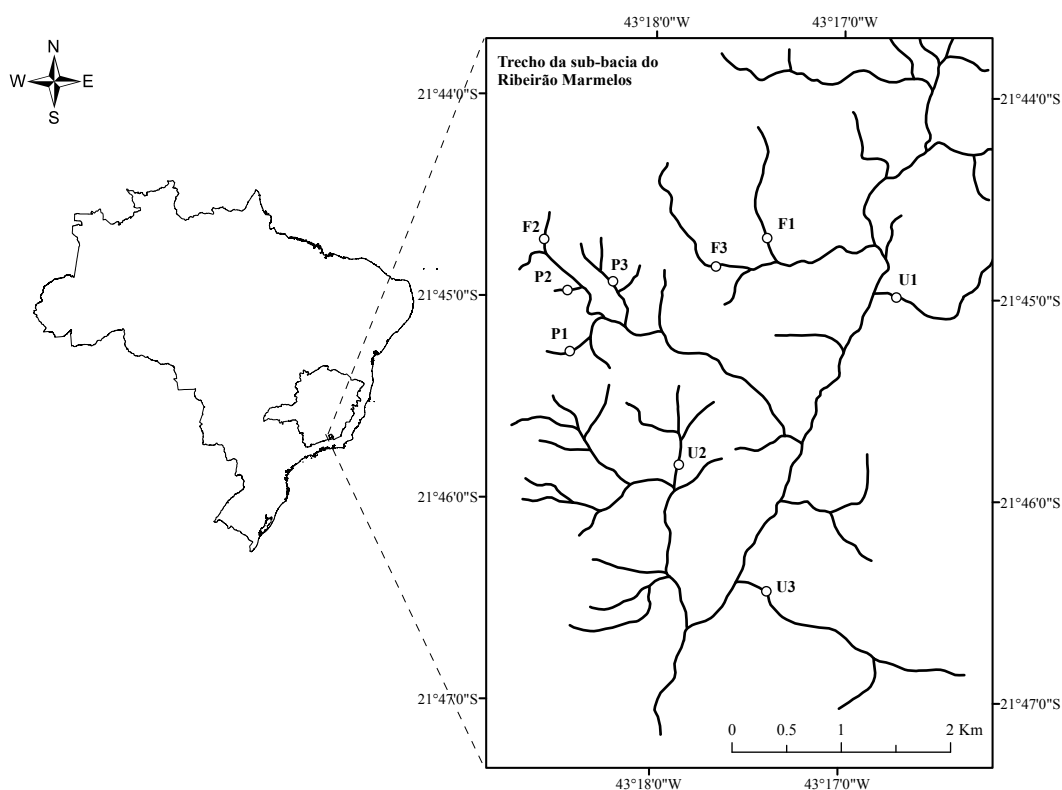 43°18'0"W 43°17'0"W
N
W E
S
Trecho da sub-bacia do
Ribeirão Marmelos
21°44'0"S 21°44'0"S
F2 F1
P3 F3
P2 U1
21°45'0"S 21°45'0"S
P1
U2
21°46'0"S 21°46'0"S
U3
21°47'0"S 21°47'0"S
0 0.5 1 2 Km
43°18'0"W 43°17'0"W